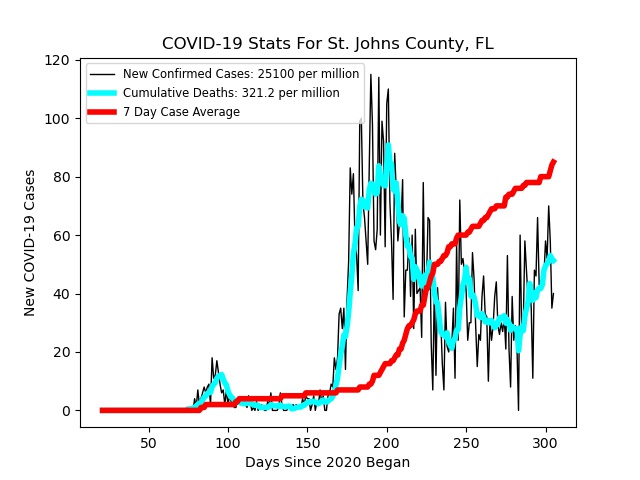 COVID-19 Stats For St. Johns County, FL
New Confirmed Cases: 25100 per million
Cumulative Deaths: 321.2 per million
7 Day Case Average
New COVID-19 Cases
120
100
80
60
40
20
0
50 100 150 200 250 300
Days Since 2020 Began